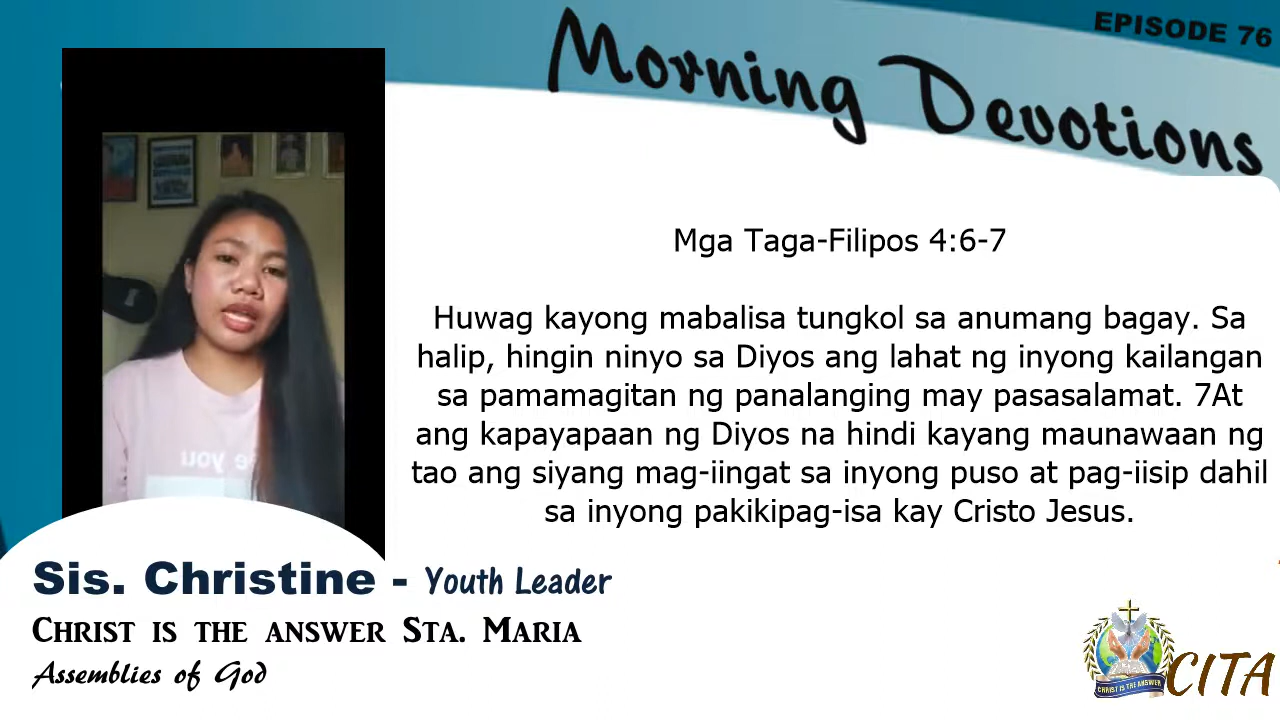 EPISODE 76
Morning Devotions
Mga Taga-Filipos 4:6-7
Huwag kayong mabalisa tungkol sa anumang bagay. Sa
halip, hingin ninyo sa Diyos ang lahat ng inyong kailangan
sa pamamagitan ng panalanging may pasasalamat. 7At
ang kapayapaan ng Diyos na hindi kayang maunawaan ng
tao ang siyang mag-iingat sa inyong puso at pag-iisip dahil
sa inyong pakikipag-isa kay Cristo Jesus.
Sis. Christine - Youth Leader
Christ is the answer Sta. Maria
Assemblies of God
CHRIST IS THE ANSWER
CITA